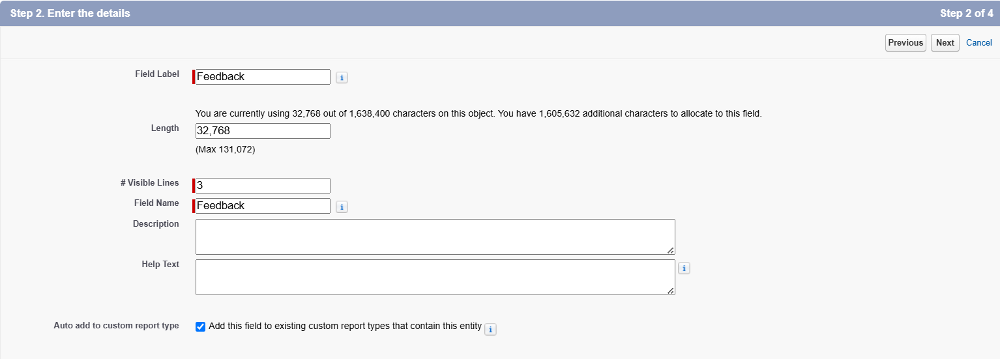 Step 2. Enter the details Step 2 of 4
Previous Next Cancel
Field Label Feedback i
You are currently using 32,768 out of 1,638,400 characters on this object. You have 1,605,632 additional characters to allocate to this field.
Length 32,768
(Max 131,072)
# Visible Lines 3
Field Name Feedback i
Description
Help Text i
Auto add to custom report type Add this field to existing custom report types that contain this entity i